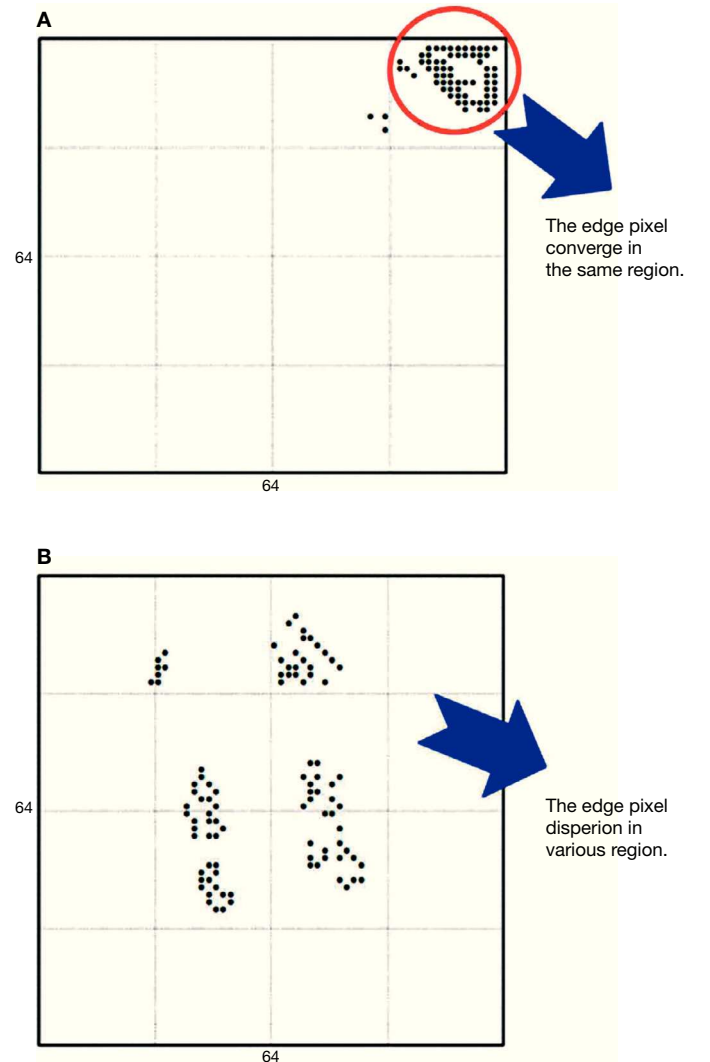 A
64
The edge pixel
converge in
the same region.
64
B
64
The edge pixel
disperion in
various region.
64